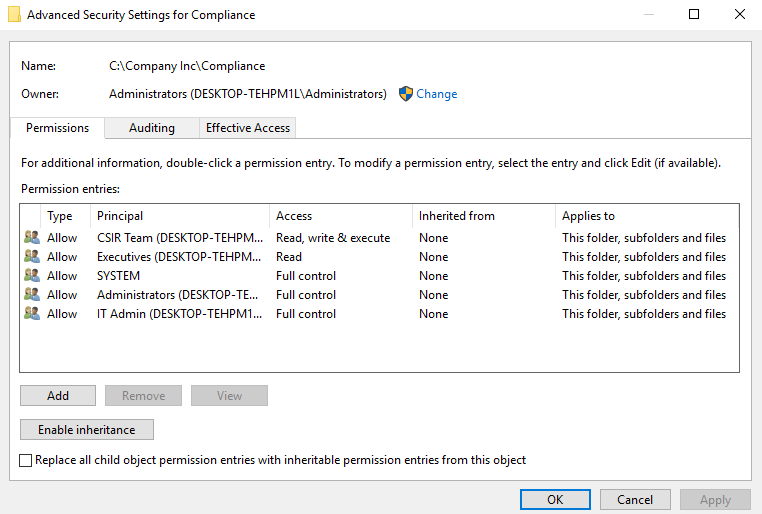 Advanced Security Settings for Compliance
Name: C:\Company Inc\Compliance
Owner: Administrators (DESKTOP-TEHPM1L\Administrators) Change
Permissions Auditing Effective Access
For additional information, double-click a permission entry. To modify a permission entry, select the entry and click Edit (if available).
Permission entries:
Type Principal Access Inherited from Applies to
Allow CSIR Team (DESKTOP-TEHPM... Read, write & execute None This folder, subfolders and files
Allow Executives (DESKTOP-TEHPM... Read None This folder, subfolders and files
Allow SYSTEM Full control None This folder, subfolders and files
Allow Administrators (DESKTOP-TE... Full control None This folder, subfolders and files
Allow IT Admin (DESKTOP-TEHPM1... Full control None This folder, subfolders and files
Add Remove View
Enable inheritance
Replace all child object permission entries with inheritable permission entries from this object
OK Cancel Apply